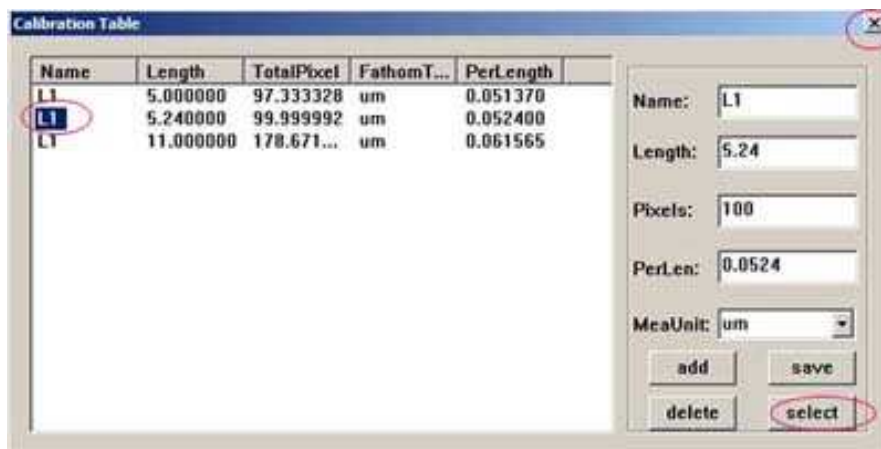 Calibration Table
Name Length TotalPixel FathomT... PerLength
L1 5.000000 97.333328 um 0.051370
L1 5.240000 99.999992 um 0.052400
L1 11.000000 178.671... um 0.061565
Name: L1
Length: 5.24
Pixels: 100
PerLen: 0.0524
MeaUnit: um
add save
delete select